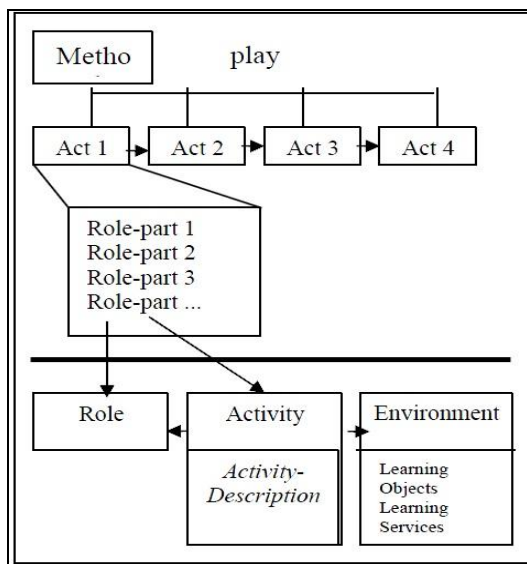 Metho
play
Act 1
Act 2
Act 3
Act 4
Role-part 1
Role-part 2
Role-part 3
Role-part ...
Role
Activity
Environment
Activity-
Description
Learning
Objects
Learning
Services